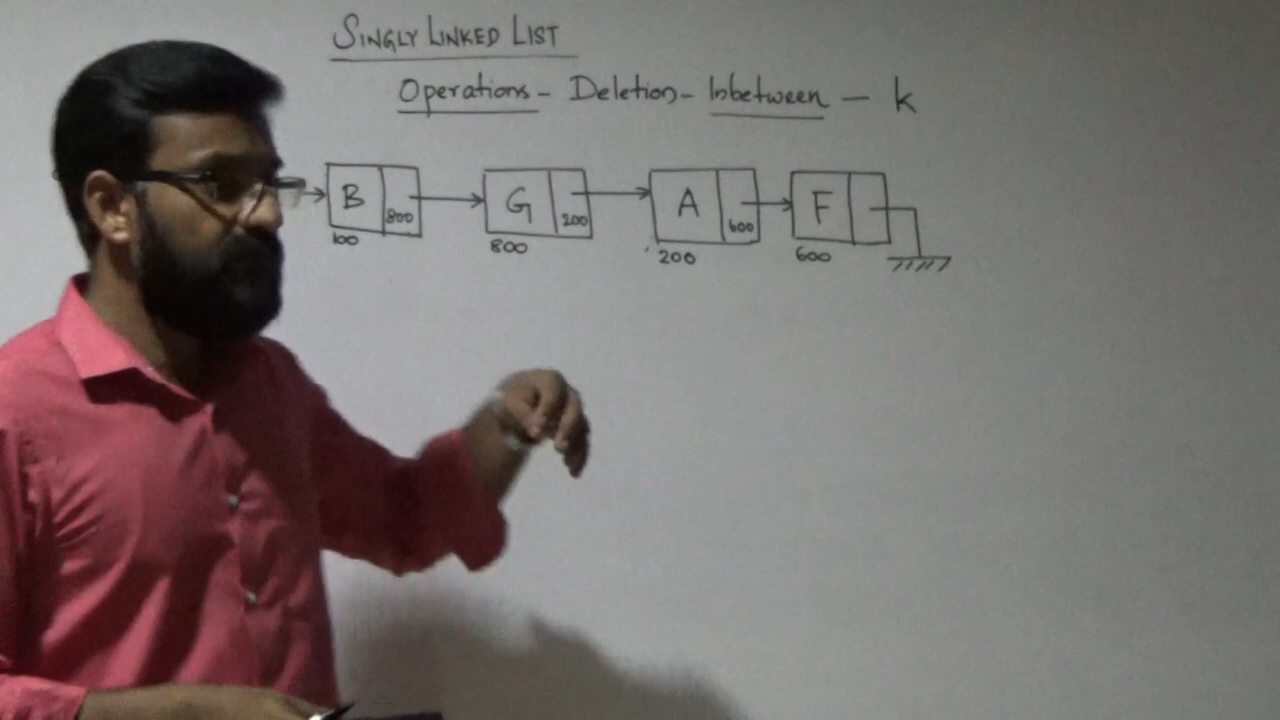 SINGLY LINKED LIST
Operations - Deletion - Inbetween - k
B 800 G 200 A 600 F
100 800 200 600